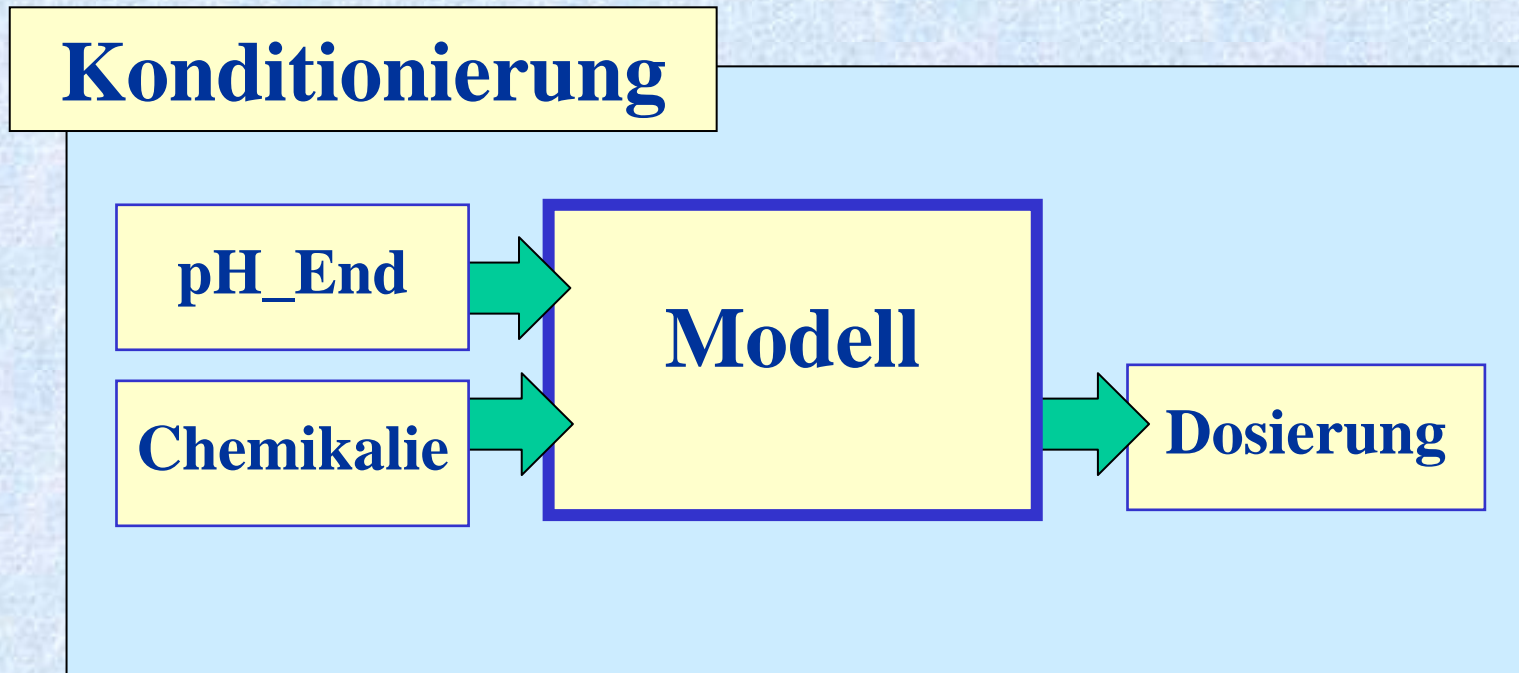 Konditionierung
pH_End
Chemikalie
Modell
Dosierung